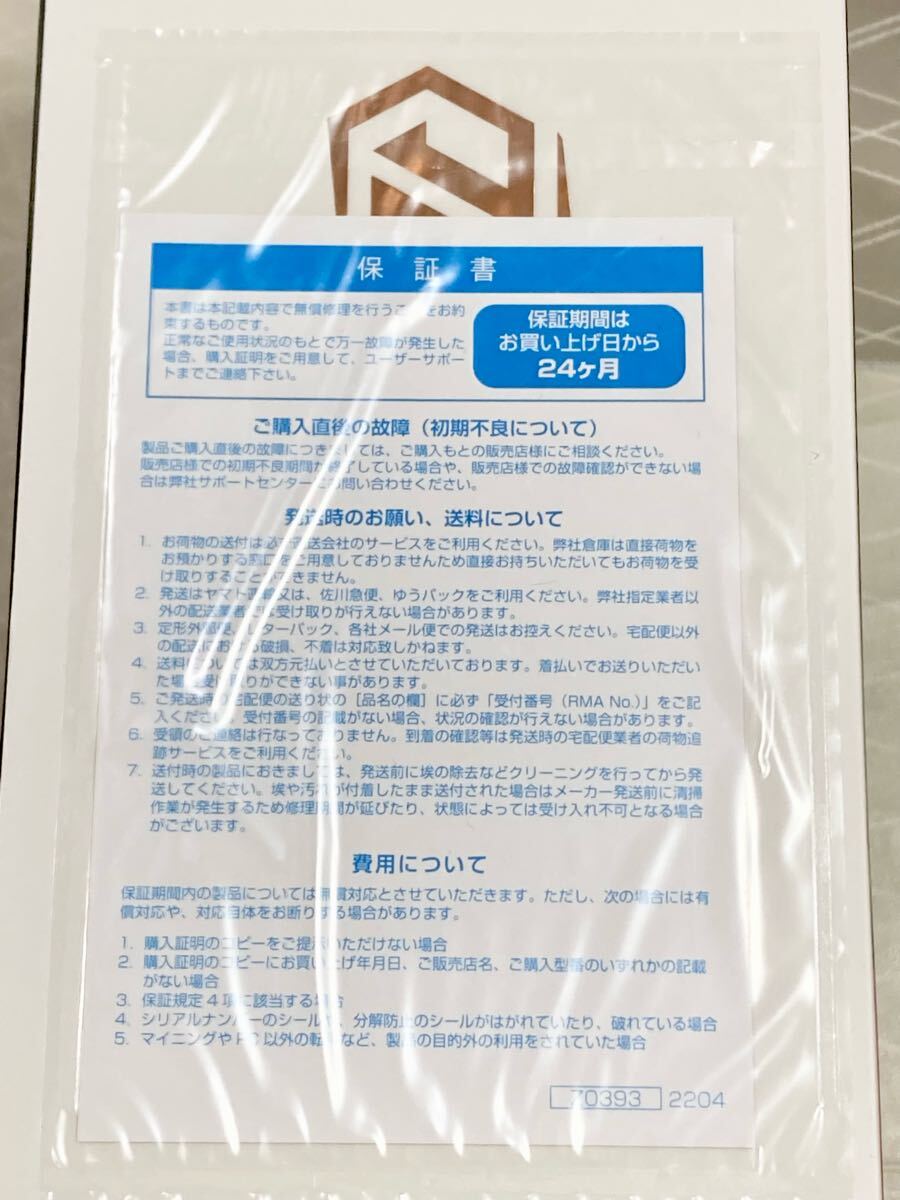 保証書
本書は本記載内容で無償修理を行うこ をお約
束するものです。
正常なご使用状況のもとで万一故障が発生した
場合、購入証明をご用意して、ユーザーサポー
トまでご連絡下さい。
保証期間は
お買い上げ日から
24ヶ月
ご購入直後の故障（初期不良について）
製品ご購入直後の故障につきましては、ご購入もとの販売店様にご相談ください。
販売店様での初期不良期間が終了している場合や、販売店様での故障確認ができない場
合は弊社サポートセンター お問い合わせください。
発送時のお願い、送料について
1. お荷物の送付は必 送会社のサービスをご利用ください。弊社倉庫は直接荷物を
お預かりする窓口をご用意しておりませんため直接お持ちいただいてもお荷物を受
け取りすることができません。
2. 発送はヤマト 又は、佐川急便、ゆうパックをご利用ください。弊社指定業者以
外の配送業者 受け取りが行えない場合があります。
3. 定形外郵便、レターパック、各社メール便での発送はお控えください。宅配便以外
の配送に る破損、不着は対応致しかねます。
4. 送料については双方元払いとさせていただいております。着払いでお送りいただい
た場 受け取りができない事があります。
5. ご発送時 宅配便の送り状の［品名の欄］に必ず「受付番号（RMA No.）」をご記
入くださ 受付番号の記載がない場合、状況の確認が行えない場合があります。
6. 受領のご連絡は行なっておりません。到着の確認等は発送時の宅配便業者の荷物追
跡サービスをご利用ください。
7. 送付時の製品におきましては、発送前に埃の除去などクリーニングを行ってから発
送してください。埃や汚れが付着したまま送付された場合はメーカー発送前に清掃
作業が発生するため修理期間が延びたり、状態によっては受け入れ不可となる場合
がございます。
費用について
保証期間内の製品については無償対応とさせていただきます。ただし、次の場合には有
償対応や、対応自体をお断りする場合があります。
1. 購入証明のコピーをご提示いただけない場合
2. 購入証明のコピーにお買い上げ年月日、ご販売店名、ご購入型番のいずれかの記載
がない場合
3. 保証規定4項に該当する場合
4. シリアルナンバーのシール 、分解防止のシールがはがれていたり、破れている場合
5. マイニングやPC以外の転 など、製品の目的外の利用をされていた場合
70393 2204